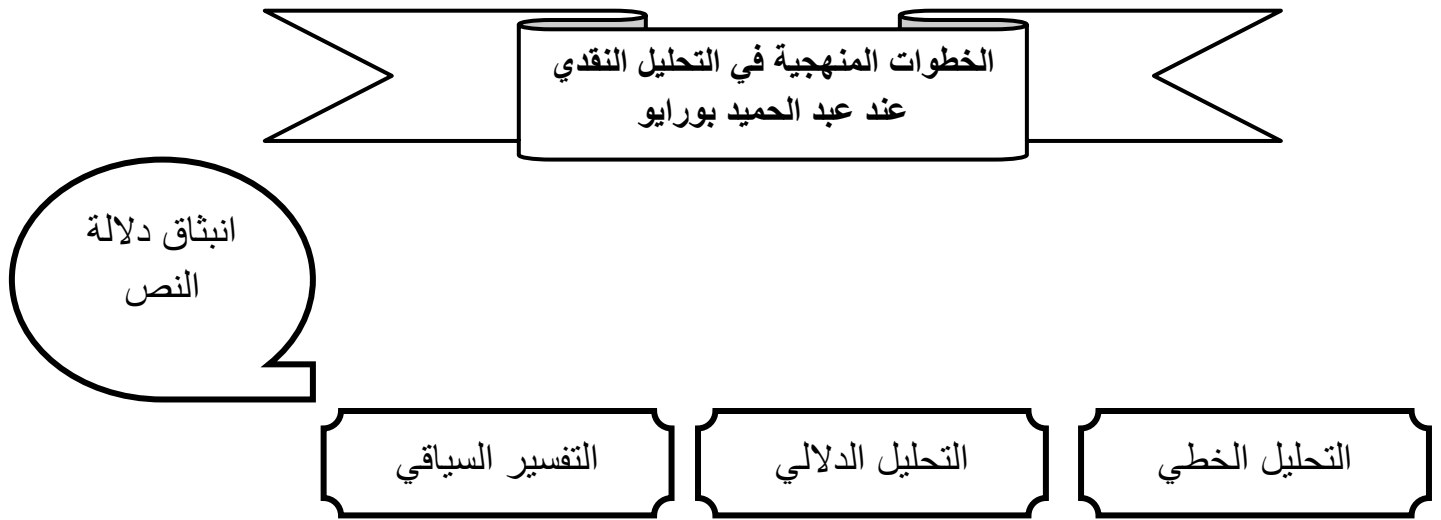 الخطوات المنهجية في التحليل النقدي
عند عبد الحميد بورايو
انبثاق دلالة
النص
التحليل الخطي
التحليل الدلالي
التفسير السياقي